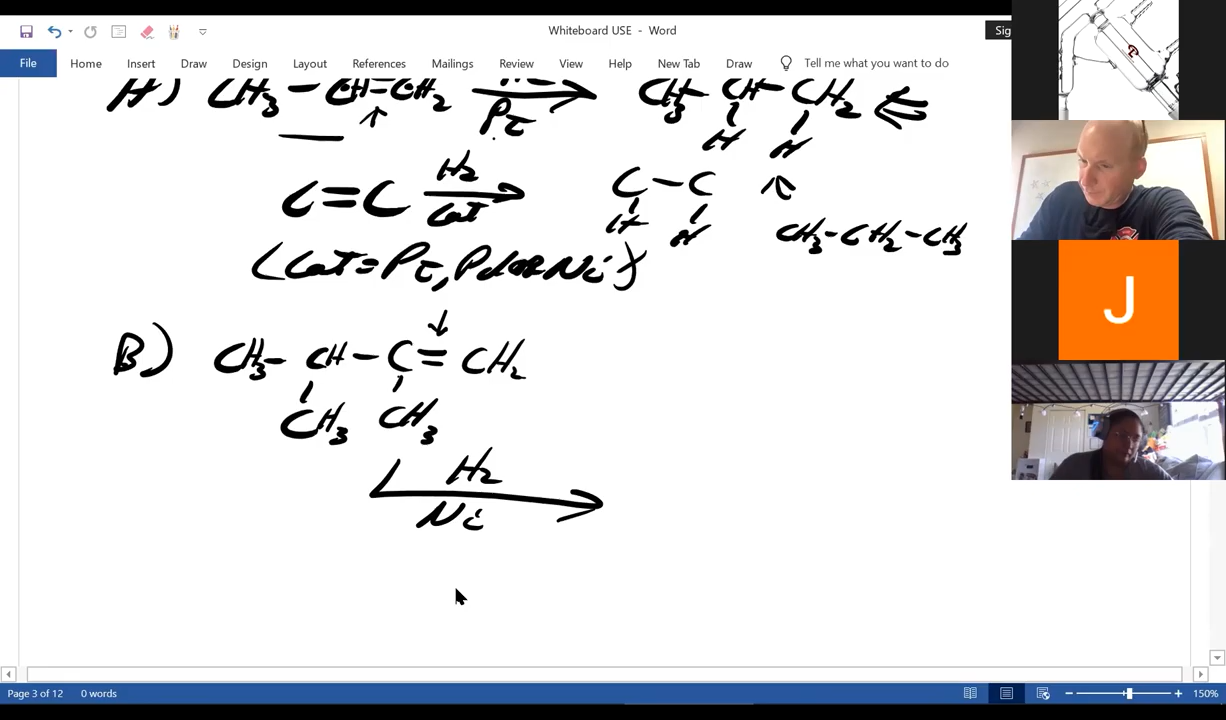 Whiteboard USE - Word
Sig
File Home Insert Draw Design Layout References Mailings Review View Help New Tab Draw Tell me what you want to do
A) CH3 - CH=CH2 → CH3 - CH - CH2
Pt H H
C=C H2 → C - C
Cat H H
CH3-CH2-CH3
(Cat=Pt, Pd or Ni)
B.) CH3 - CH - C = CH2
CH3 CH3
H2
Ni
J
Page 3 of 12 0 words 150%